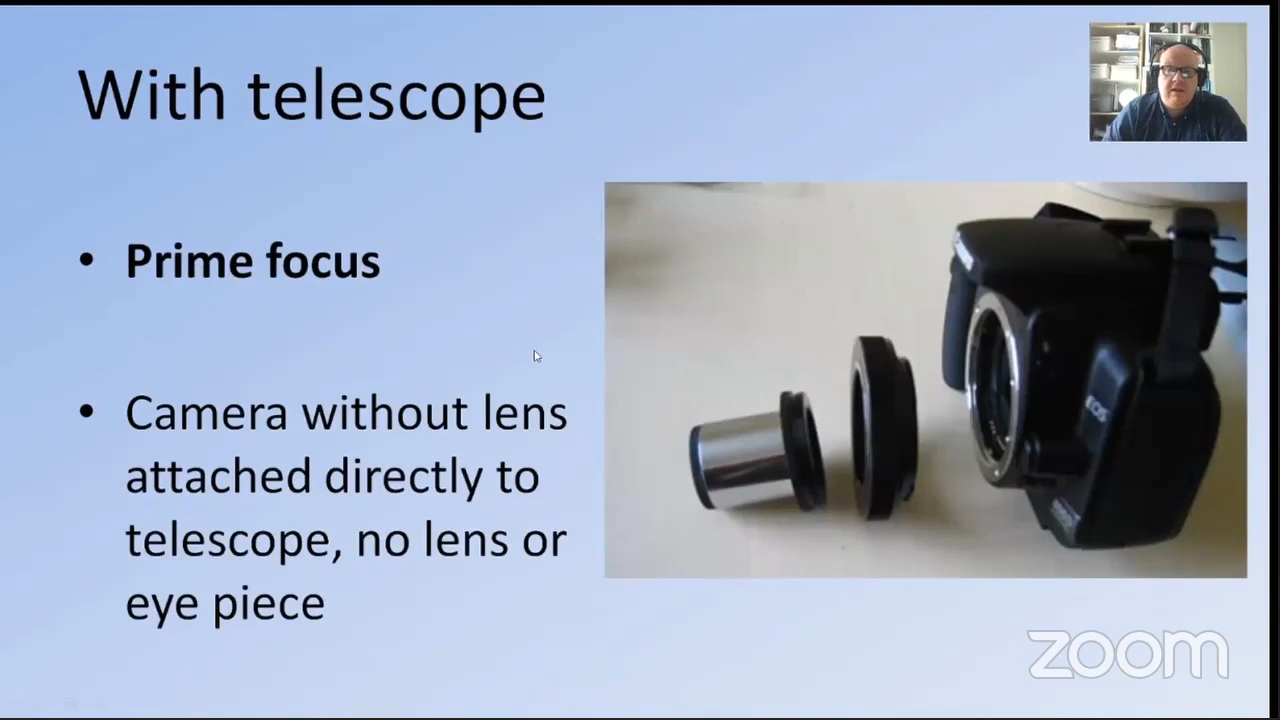 With telescope
• Prime focus
• Camera without lens
attached directly to
telescope, no lens or
eye piece
EOS
zoom